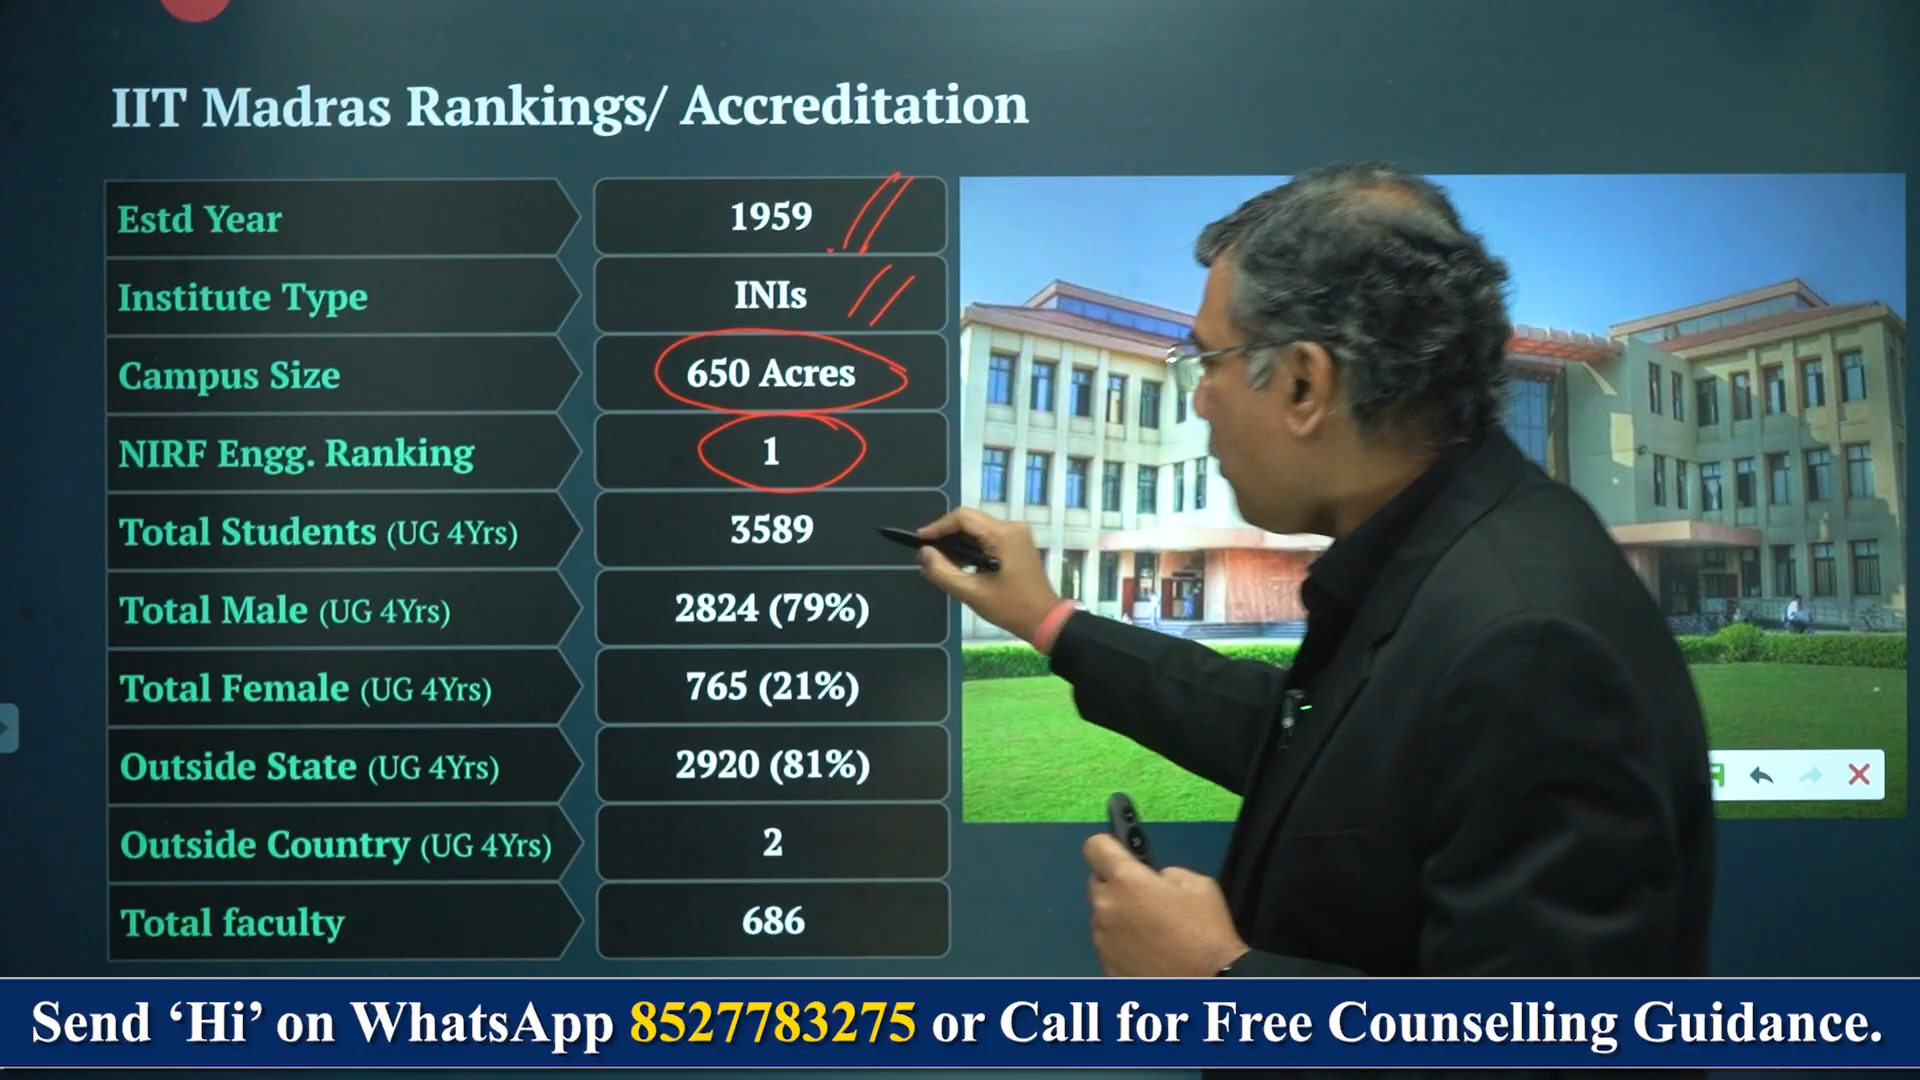 IIT Madras Rankings/ Accreditation
Estd Year 1959
Institute Type INIs
Campus Size 650 Acres
NIRF Engg. Ranking 1
Total Students (UG 4Yrs) 3589
Total Male (UG 4Yrs) 2824 (79%)
Total Female (UG 4Yrs) 765 (21%)
Outside State (UG 4Yrs) 2920 (81%)
Outside Country (UG 4Yrs) 2
Total faculty 686
Send ‘Hi’ on WhatsApp 8527783275 or Call for Free Counselling Guidance.